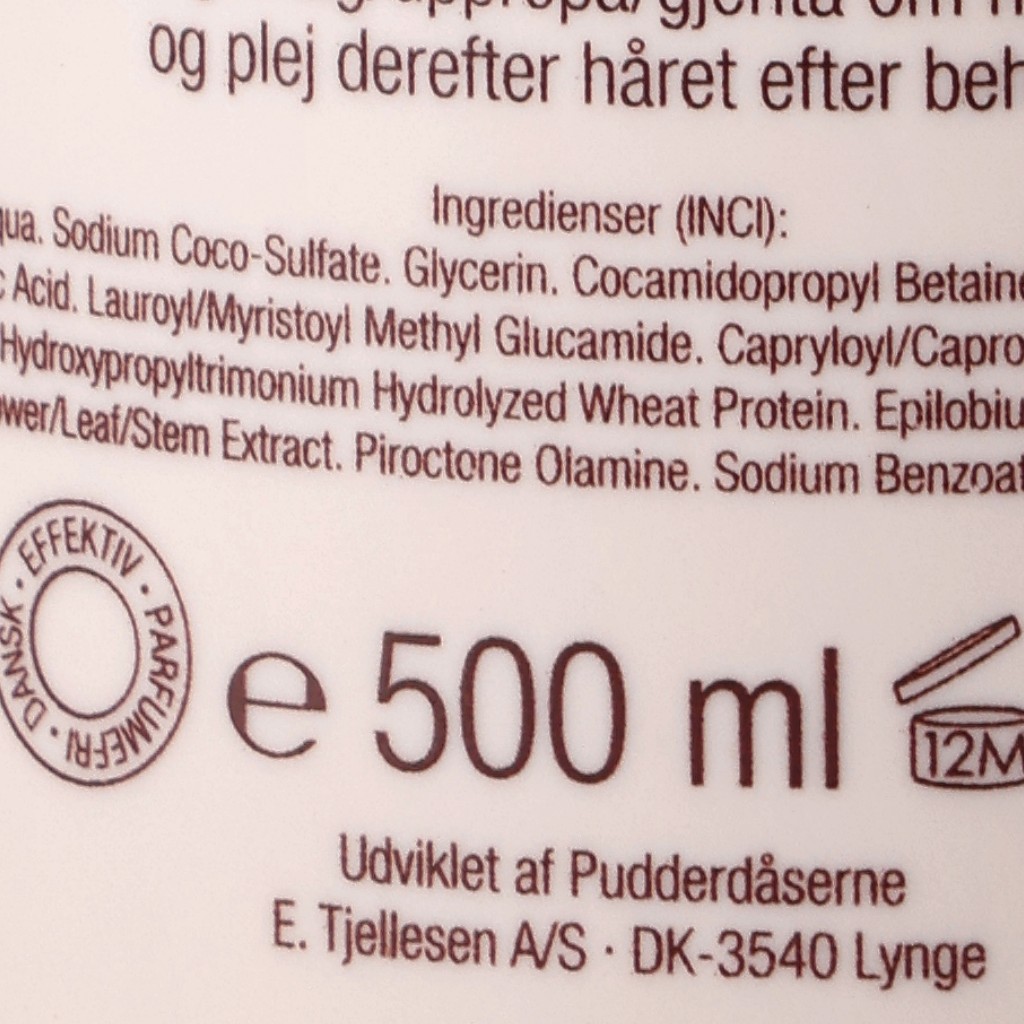 og plej derefter håret efter beh
Ingredienser (INCI):
qua. Sodium Coco-Sulfate. Glycerin. Cocamidopropyl Betaine
c Acid. Lauroyl/Myristoyl Methyl Glucamide. Capryloyl/Capro
Hydroxypropyltrimonium Hydrolyzed Wheat Protein. Epilobiu
ower/Leaf/Stem Extract. Piroctone Olamine. Sodium Benzoat
DANSK · EFFEKTIV · PARFUMEFRI ·
e 500 ml
12M
Udviklet af Pudderdåserne
E. Tjellesen A/S · DK-3540 Lynge